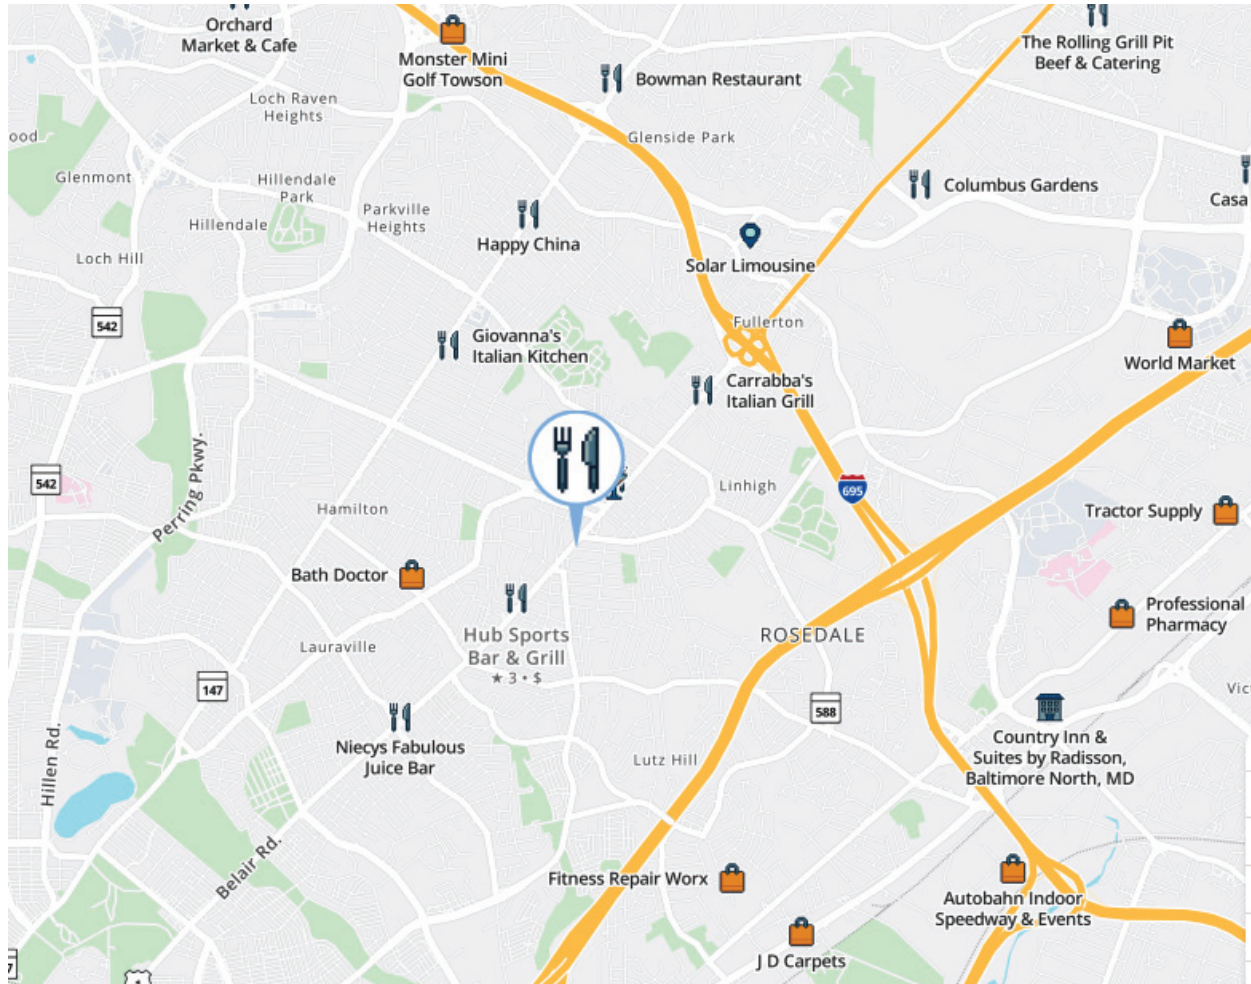 Orchard
Market & Cafe
Monster Mini
Golf Towson
Bowman Restaurant
The Rolling Grill Pit
Beef & Catering
Loch Raven
Heights
ood
Glenside Park
Glenmont
Hillendale
Park
Columbus Gardens
Casa
Parkville
Heights
Hillendale
Happy China
Loch Hill
Solar Limousine
542
Fullerton
Giovanna's
Italian Kitchen
World Market
Carrabba's
Italian Grill
Perring Pkwy.
542
Linhigh
695
Hamilton
Tractor Supply
Bath Doctor
Professional
Pharmacy
Hub Sports
Bar & Grill
★ 3 • $
ROSEDALE
Lauraville
147
588
Vic
Niecys Fabulous
Juice Bar
Hillen Rd.
Lutz Hill
Country Inn &
Suites by Radisson,
Baltimore North, MD
Belair Rd.
Fitness Repair Worx
Autobahn Indoor
Speedway & Events
J D Carpets
7
1